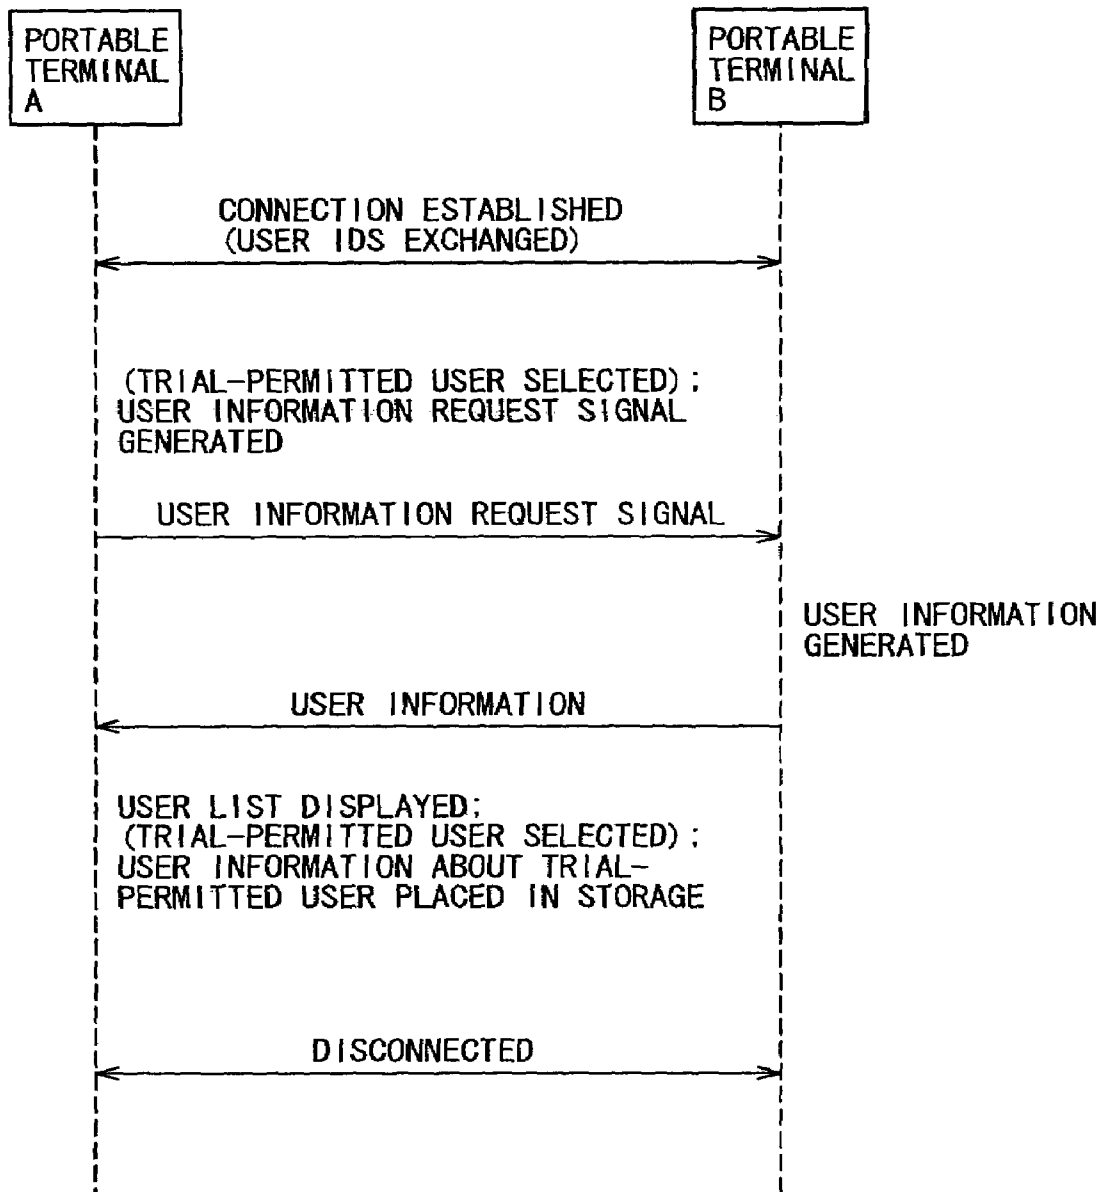 PORTABLE
TERMINAL
A
PORTABLE
TERMINAL
B
CONNECTION ESTABLISHED
(USER IDS EXCHANGED)
(TRIAL-PERMITTED USER SELECTED);
USER INFORMATION REQUEST SIGNAL
GENERATED
USER INFORMATION REQUEST SIGNAL
USER INFORMATION
GENERATED
USER INFORMATION
USER LIST DISPLAYED;
(TRIAL-PERMITTED USER SELECTED);
USER INFORMATION ABOUT TRIAL-
PERMITTED USER PLACED IN STORAGE
DISCONNECTED